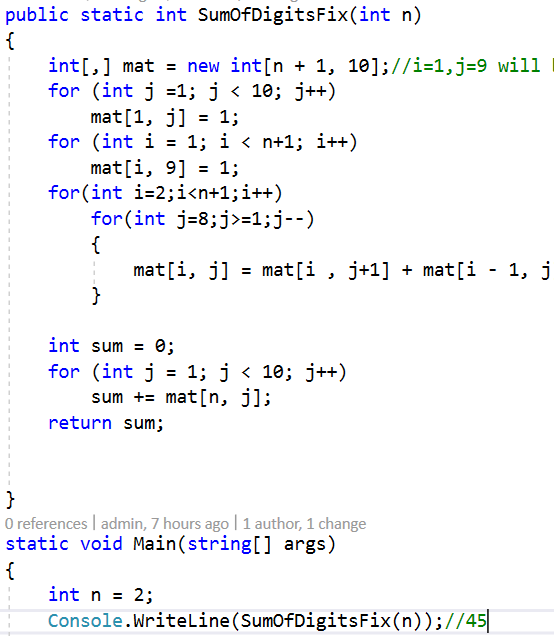 public static int SumOfDigitsFix(int n)
{
    int[,] mat = new int[n + 1, 10];//i=1,j=9 will
    for (int j =1; j < 10; j++)
        mat[1, j] = 1;
    for (int i = 1; i < n+1; i++)
        mat[i, 9] = 1;
    for(int i=2;i<n+1;i++)
        for(int j=8;j>=1;j--)
        {
            mat[i, j] = mat[i , j+1] + mat[i - 1, j
        }
    int sum = 0;
    for (int j = 1; j < 10; j++)
        sum += mat[n, j];
    return sum;
}
0 references | admin, 7 hours ago | 1 author, 1 change
static void Main(string[] args)
{
    int n = 2;
    Console.WriteLine(SumOfDigitsFix(n));//45